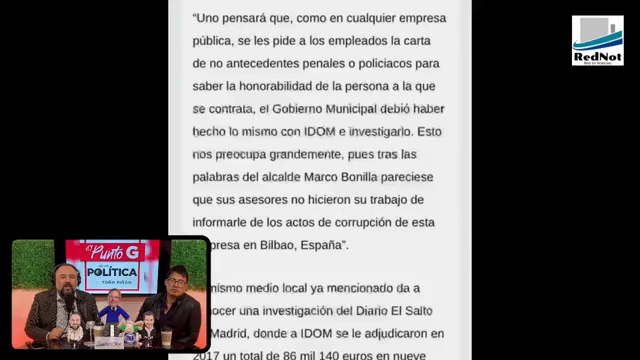 “Uno pensará que, como en cualquier empresa
pública, se les pide a los empleados la carta
de no antecedentes penales o policiacos para
saber la honorabilidad de la persona a la que
se contrata, el Gobierno Municipal debió haber
hecho lo mismo con IDOM e investigarlo. Esto
nos preocupa grandemente, pues tras las
palabras del alcalde Marco Bonilla pareciese
que sus asesores no hicieron su trabajo de
informarle de los actos de corrupción de esta
empresa en Bilbao, España”.
mismo medio local ya mencionado da a
nocer una investigación del Diario El Salto
Madrid, donde a IDOM se le adjudicaron en
2017 un total de 86 mil 140 euros en nueve
RedNot
El Punto G
POLÍTICA